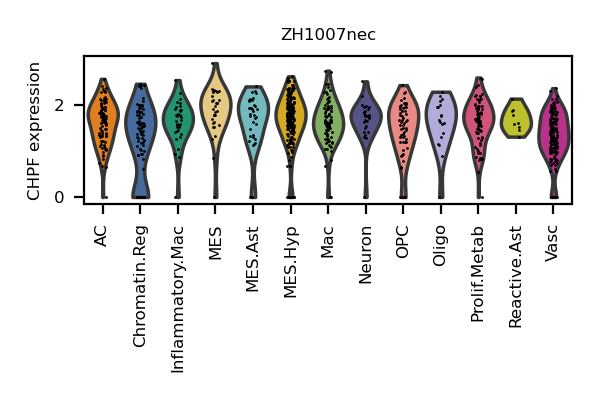 ZH1007nec
CHPF expression
2
0
AC
Chromatin.Reg
Inflammatory.Mac
MES
MES.Ast
MES.Hyp
Mac
Neuron
OPC
Oligo
Prolif.Metab
Reactive.Ast
Vasc